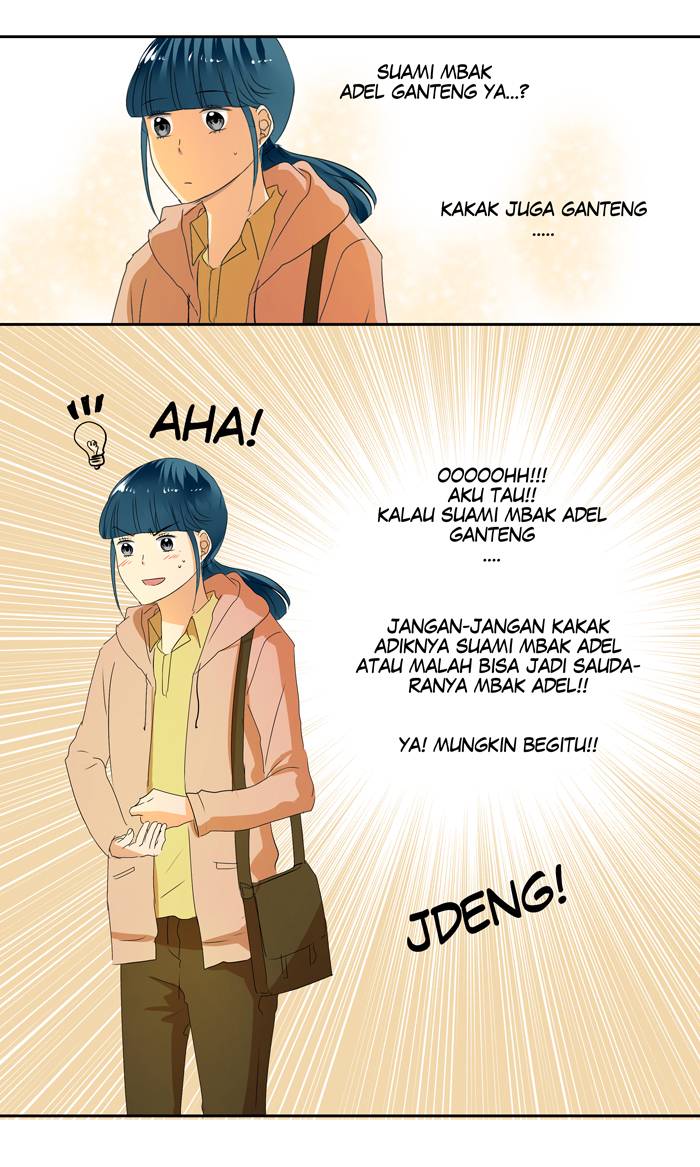 SUAMI MBAK
ADEL GANTENG YA...?
KAKAK JUGA GANTENG
.....
AHA!
OOOOOHH!!!
AKU TAU!!
KALAU SUAMI MBAK ADEL
GANTENG
....
JANGAN-JANGAN KAKAK
ADIKNYA SUAMI MBAK ADEL
ATAU MALAH BISA JADI SAUDA-
RANYA MBAK ADEL!!
YA! MUNGKIN BEGITU!!
JDENG!